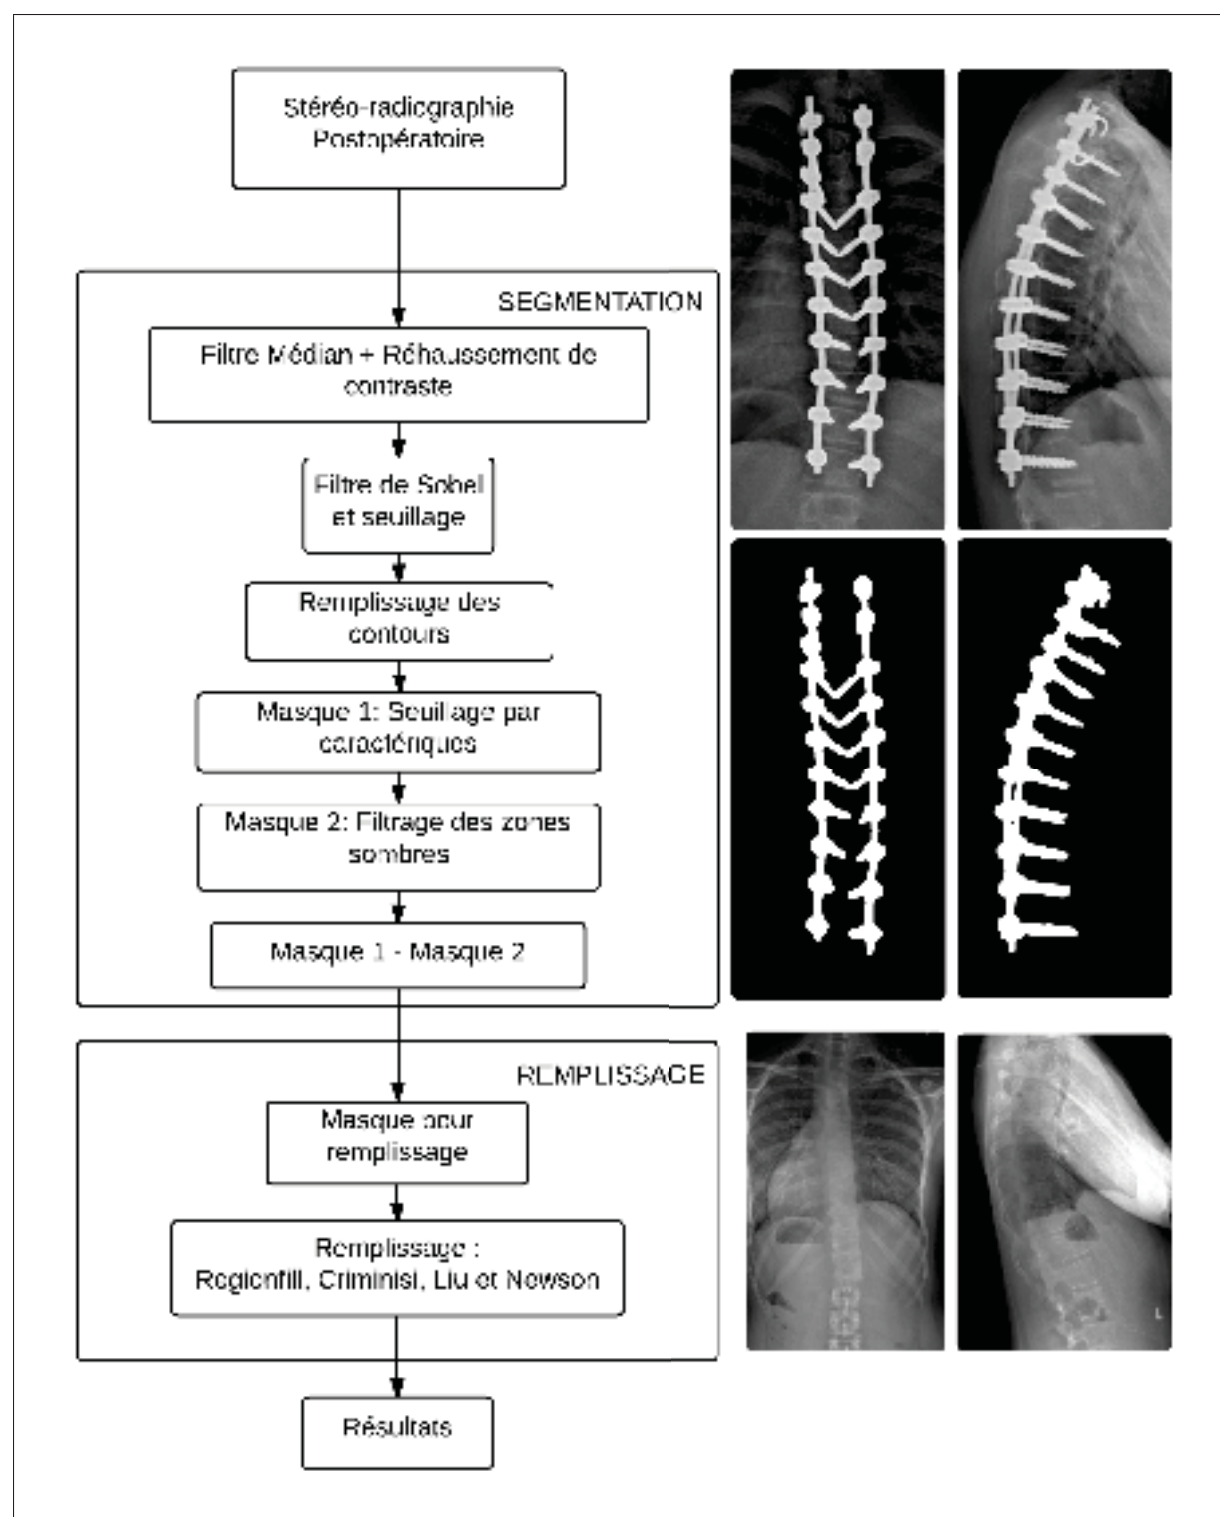 Stéréo-radiographie
Postopératoire
SEGMENTATION
Filtre Médian + Réhaussement de
contraste
Filtre de Sobel
et seuillage
Remplissage des
contours
Masque 1: Seuillage par
caractériques
Masque 2: Filtrage des zones
sombres
Masque 1 - Masque 2
REMPLISSAGE
Masque pour
remplissage
Remplissage :
Regionfill, Criminisi, Liu et Newson
Résultats
L